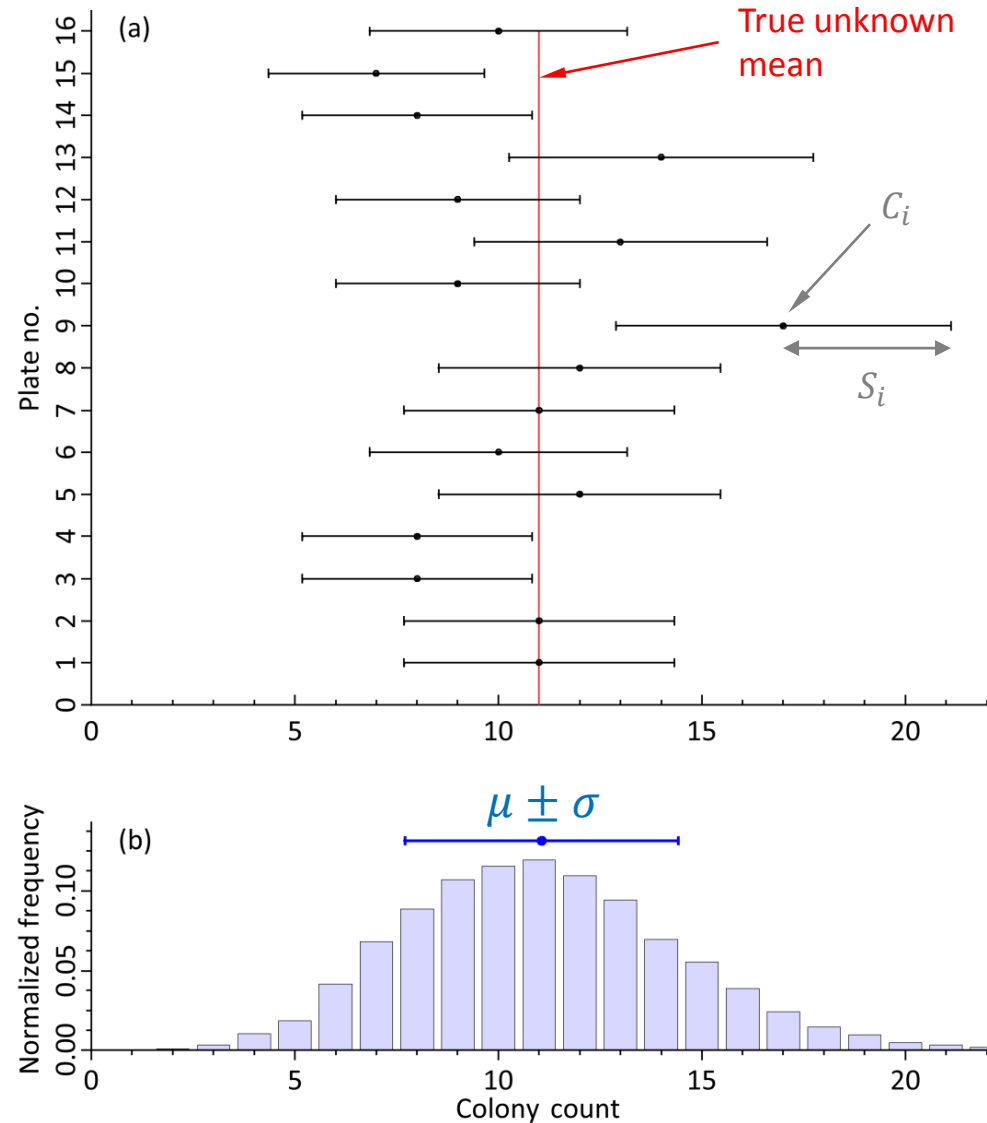 (a)
True unknown
mean
16
15
14
13
12
11
10
9
8
7
6
5
4
3
2
1
0
Plate no.
C_i
S_i
0 5 10 15 20
μ ± σ
(b)
Normalized frequency
0.10
0.05
0.00
0 5 10 15 20
Colony count